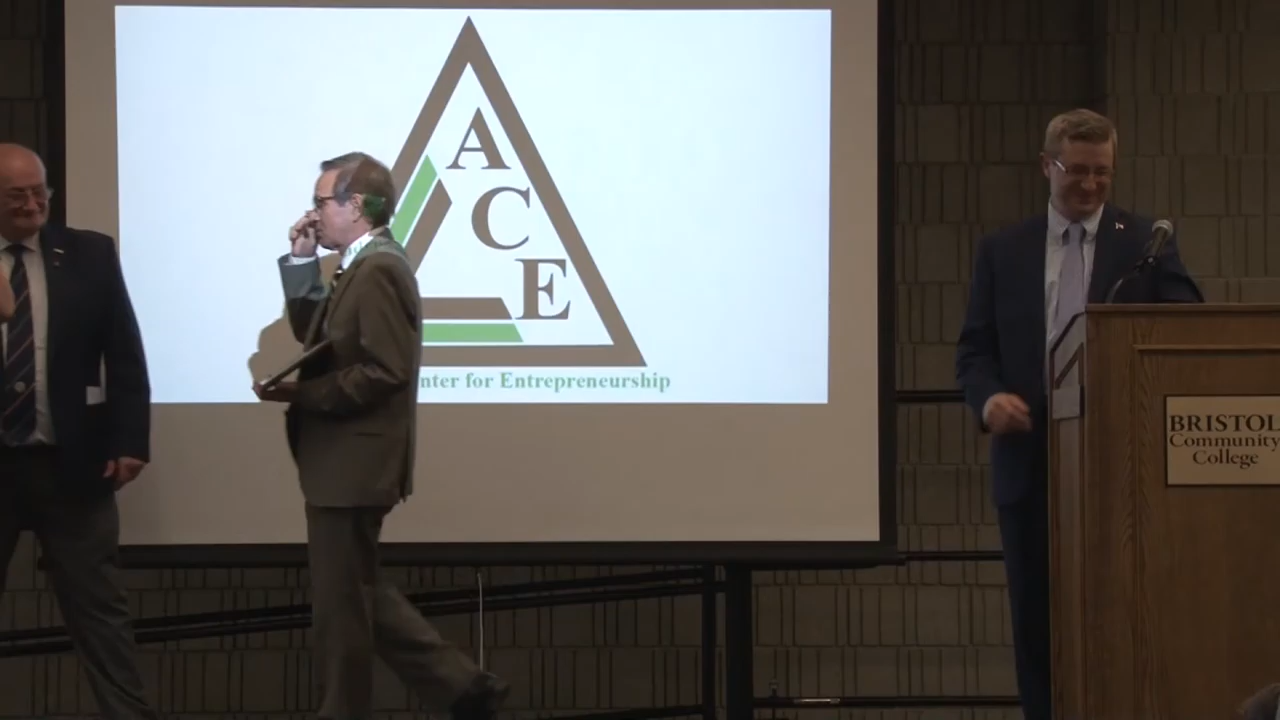 A
C
E
nter for Entrepreneurship
BRISTOL
Community
College